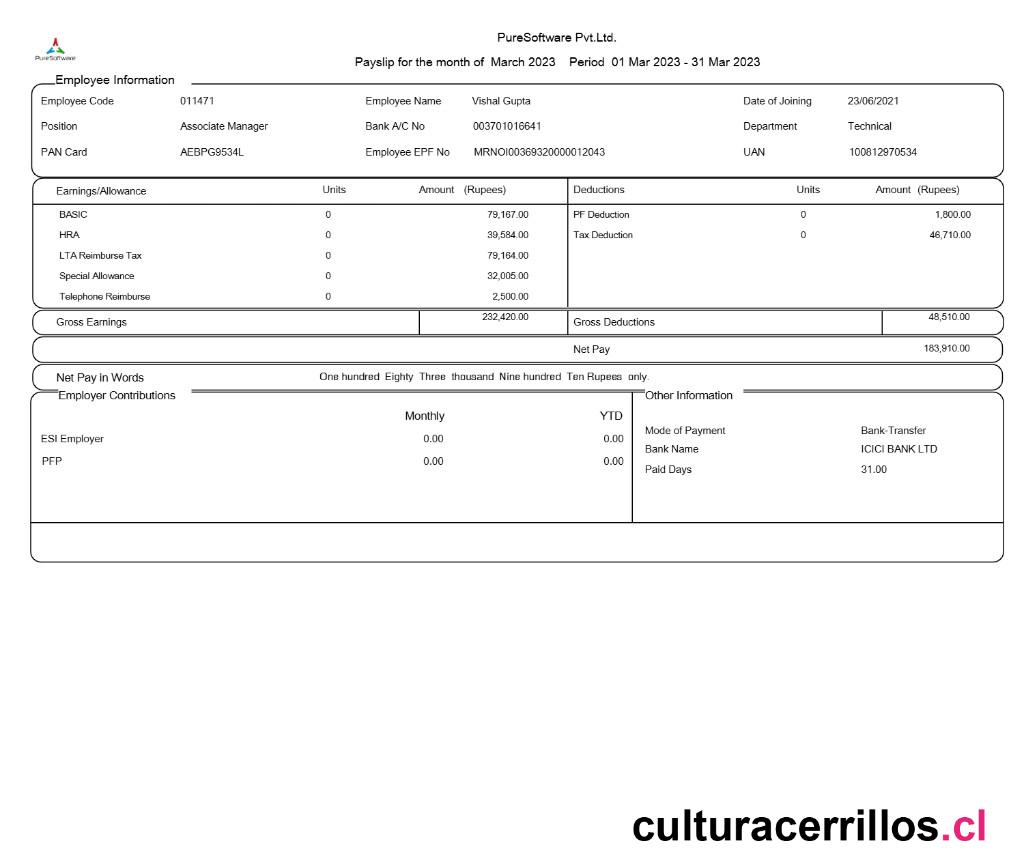 PureSoftware Pvt.Ltd.
PureSoftware
Payslip for the month of March 2023 Period 01 Mar 2023 - 31 Mar 2023
Employee Information
Employee Code 011471 Employee Name Vishal Gupta Date of Joining 23/06/2021
Position Associate Manager Bank A/C No 003701016641 Department Technical
PAN Card AEBPG9534L Employee EPF No MRNOI00369320000012043 UAN 100812970534
Earnings/Allowance Units Amount (Rupees) Deductions Units Amount (Rupees)
BASIC 0 79,167.00 PF Deduction 0 1,800.00
HRA 0 39,584.00 Tax Deduction 0 46,710.00
LTA Reimburse Tax 0 79,164.00
Special Allowance 0 32,005.00
Telephone Reimburse 0 2,500.00
Gross Earnings 232,420.00 Gross Deductions 48,510.00
Net Pay 183,910.00
Net Pay in Words One hundred Eighty Three thousand Nine hundred Ten Rupees only.
Employer Contributions Other Information
Monthly YTD
Mode of Payment Bank-Transfer
ESI Employer 0.00 0.00
Bank Name ICICI BANK LTD
PFP 0.00 0.00
Paid Days 31.00
culturacerrillos.cl